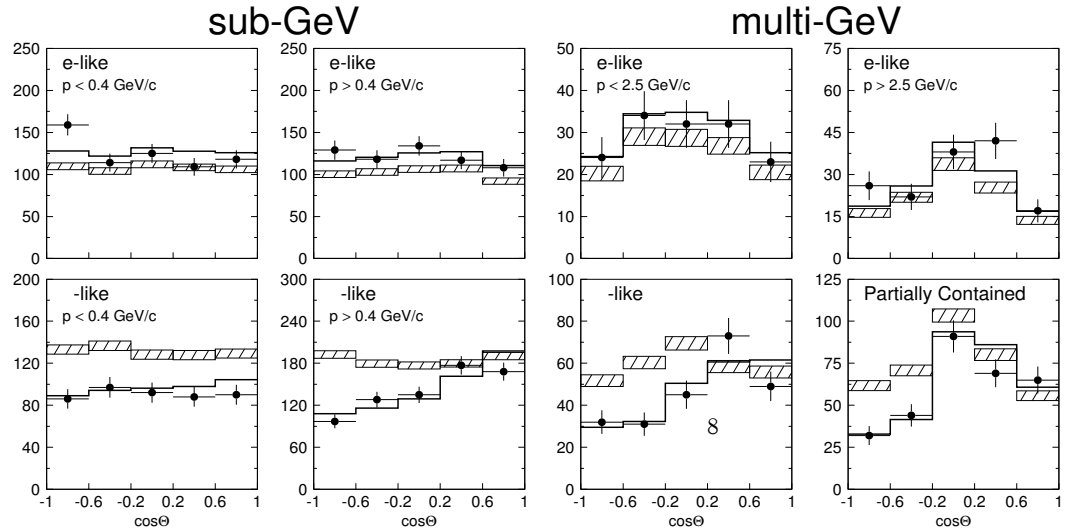 sub-GeV multi-GeV
250 250 50 75
e-like e-like e-like e-like
p < 0.4 GeV/c p > 0.4 GeV/c p < 2.5 GeV/c p > 2.5 GeV/c
200 200 40 60
150 150 30 45
100 100 20 30
50 50 10 15
0 0 0 0
200 300 100 125
-like -like -like Partially Contained
p < 0.4 GeV/c p > 0.4 GeV/c
160 240 80 100
120 180 60 75
80 120 40 50
8
40 60 20 25
0 0 0 0
-1 -0.6 -0.2 0.2 0.6 1 -1 -0.6 -0.2 0.2 0.6 1 -1 -0.6 -0.2 0.2 0.6 1 -1 -0.6 -0.2 0.2 0.6 1
cosΘ cosΘ cosΘ cosΘ